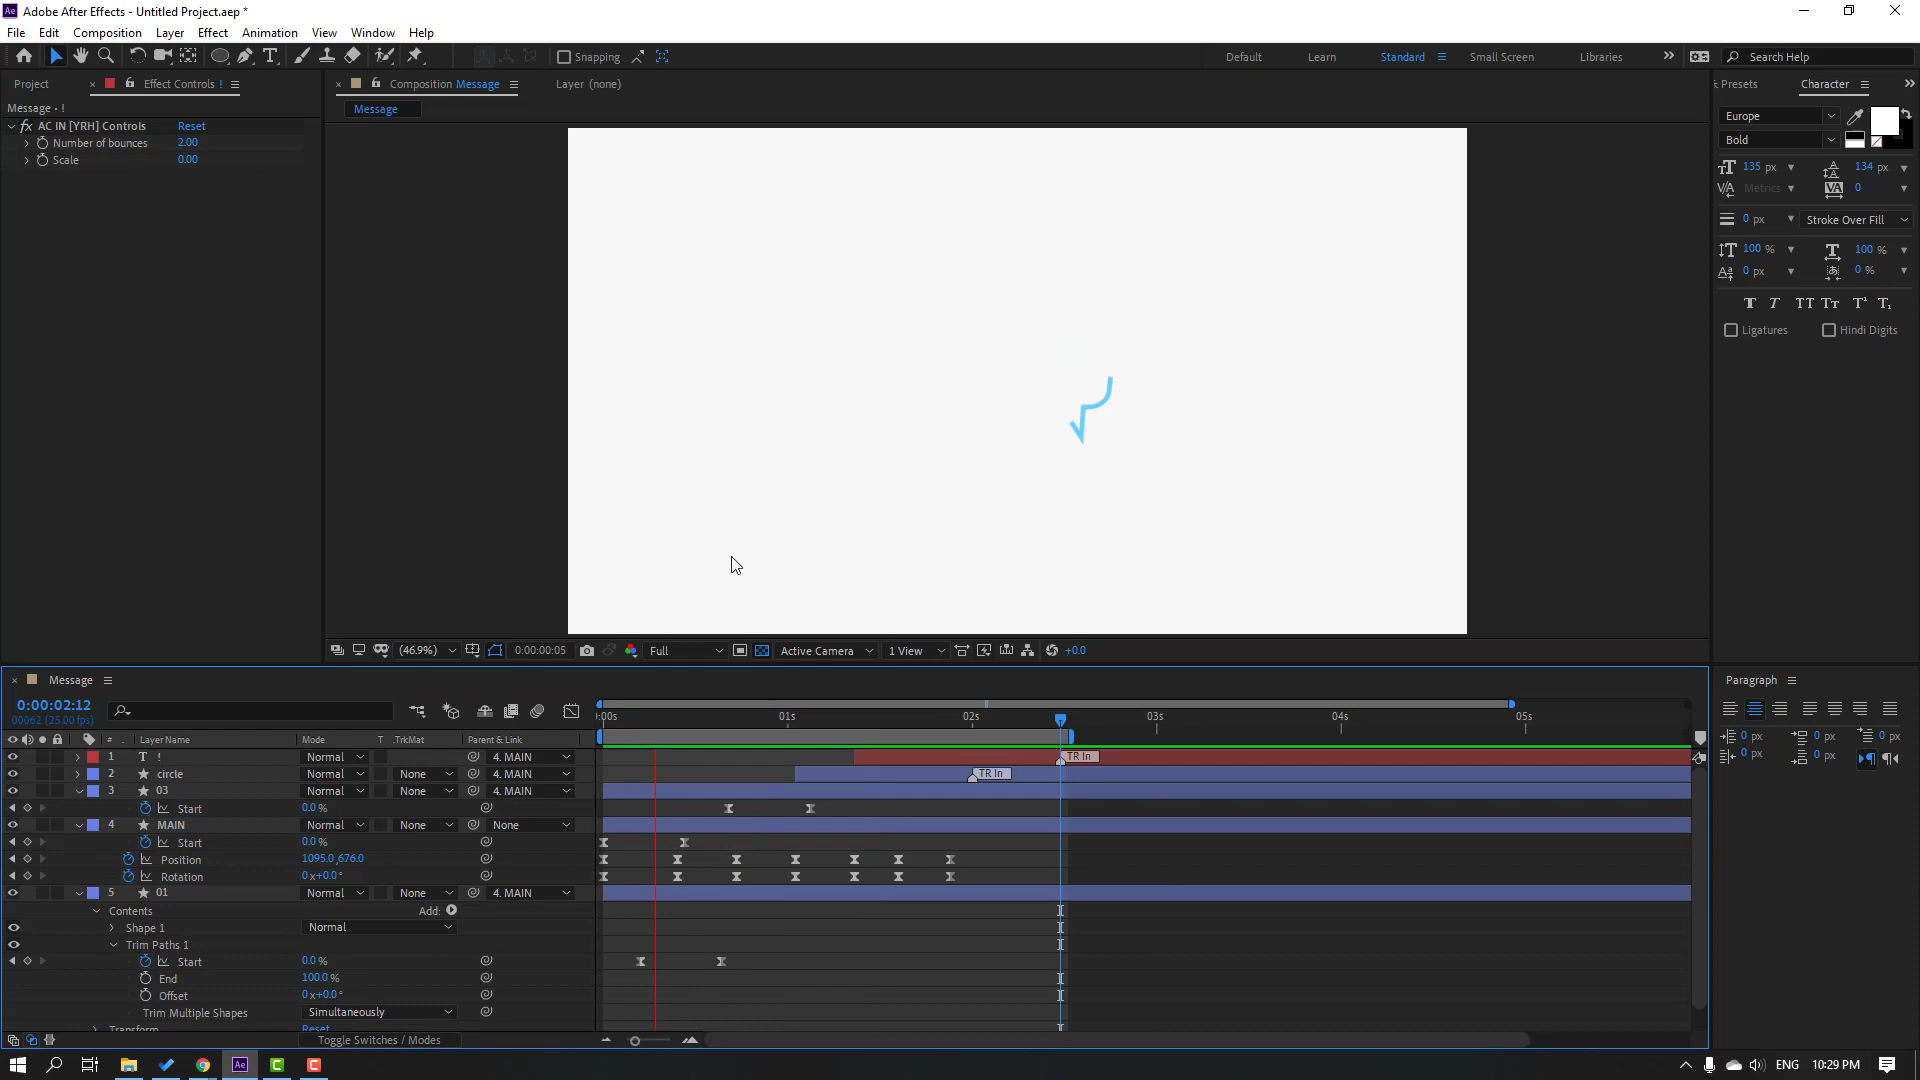 Adobe After Effects - Untitled Project.aep *
File Edit Composition Layer Effect Animation View Window Help
Snapping
Default Learn Standard Small Screen Libraries
Search Help
Project
Effect Controls !
Composition Message
Layer (none)
Presets
Character
Message • !
Message
fx AC IN [YRH] Controls Reset
Number of bounces 2.00
Scale 0.00
Europe
Bold
135 px 134 px
Metrics 0
0 px Stroke Over Fill
100 % 100 %
0 px 0 %
Ligatures Hindi Digits
(46.9%) 0:00:00:05 Full Active Camera 1 View +0.0
Message
0:00:02:12
00062 (25.00 fps)
:00s 01s 02s 03s 04s 05s
# Layer Name Mode T .TrkMat Parent & Link
1 T ! Normal 4. MAIN TR In
2 circle Normal None 4. MAIN TR In
3 03 Normal None 4. MAIN
Start 0.0 %
4 MAIN Normal None None
Start 0.0 %
Position 1095.0,676.0
Rotation 0 x+0.0 °
5 01 Normal None 4. MAIN
Contents Add:
Shape 1 Normal
Trim Paths 1
Start 0.0 %
End 100.0 %
Offset 0 x+0.0 °
Trim Multiple Shapes Simultaneously
Transform Reset
Toggle Switches / Modes
Paragraph
0 px 0 px 0 px
0 px 0 px
Ae ENG 10:29 PM